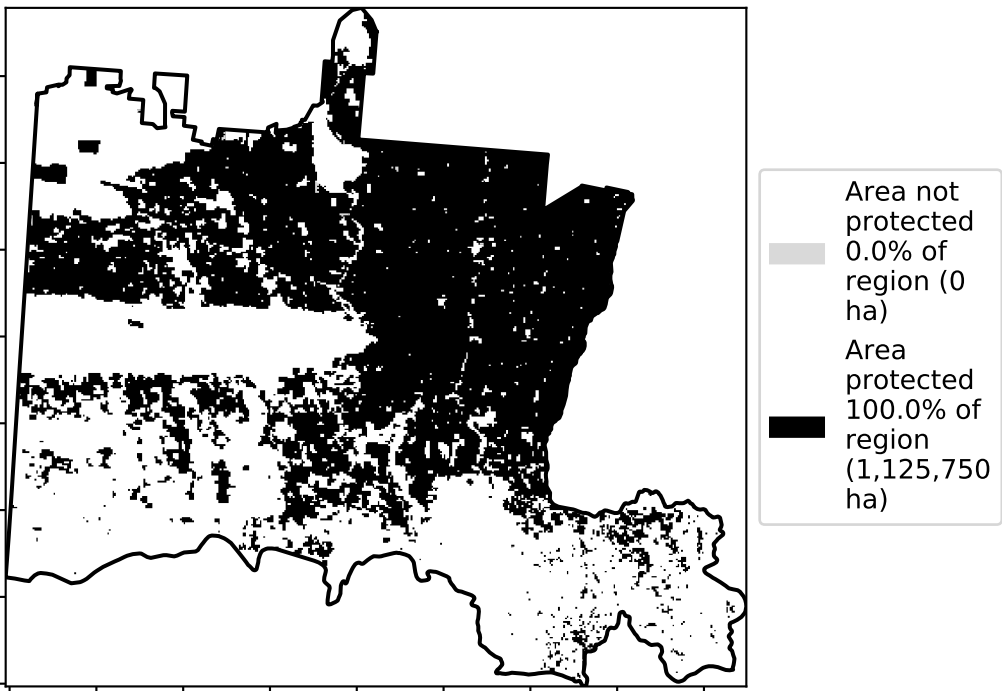 Area not
protected
0.0% of
region (0
ha)
Area
protected
100.0% of
region
(1,125,750
ha)